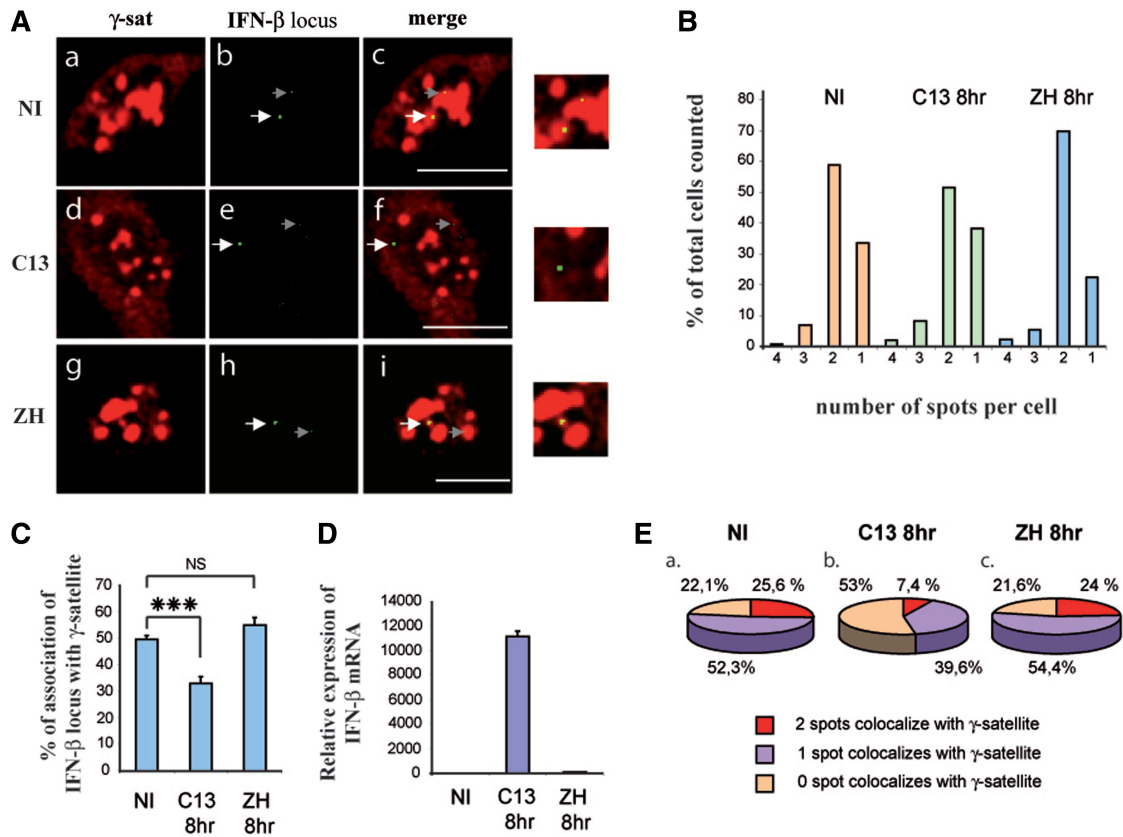 A
γ-sat IFN-β locus merge
NI
a b c
C13
d e f
ZH
g h i
B
% of total cells counted
80
70
60
50
40
30
20
10
0
NI C13 8hr ZH 8hr
4 3 2 1 4 3 2 1 4 3 2 1
number of spots per cell
C
% of association of
IFN-β locus with γ-satellite
70
60
50
40
30
20
10
0
NS
***
NI C13 ZH
8hr 8hr
D
Relative expression of
IFN-β mRNA
14000
12000
10000
8000
6000
4000
2000
0
NI C13 ZH
8hr 8hr
E
NI C13 8hr ZH 8hr
a. b. c.
22,1% 25,6 % 53% 7,4 % 21,6% 24 %
52,3% 39,6% 54,4%
2 spots colocalize with γ-satellite
1 spot colocalizes with γ-satellite
0 spot colocalizes with γ-satellite